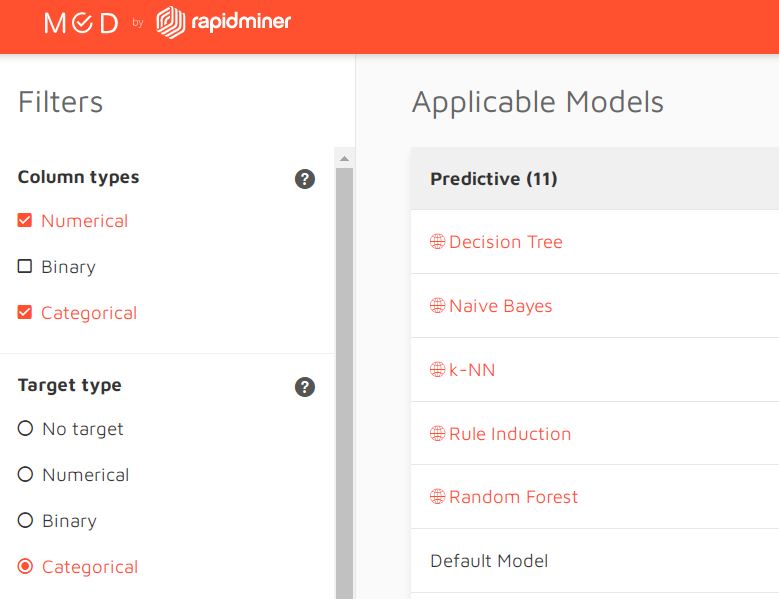 MOD by rapidminer
Filters
Column types
?
Numerical
Binary
Categorical
Target type
?
No target
Numerical
Binary
Categorical
Applicable Models
Predictive (11)
Decision Tree
Naive Bayes
k-NN
Rule Induction
Random Forest
Default Model